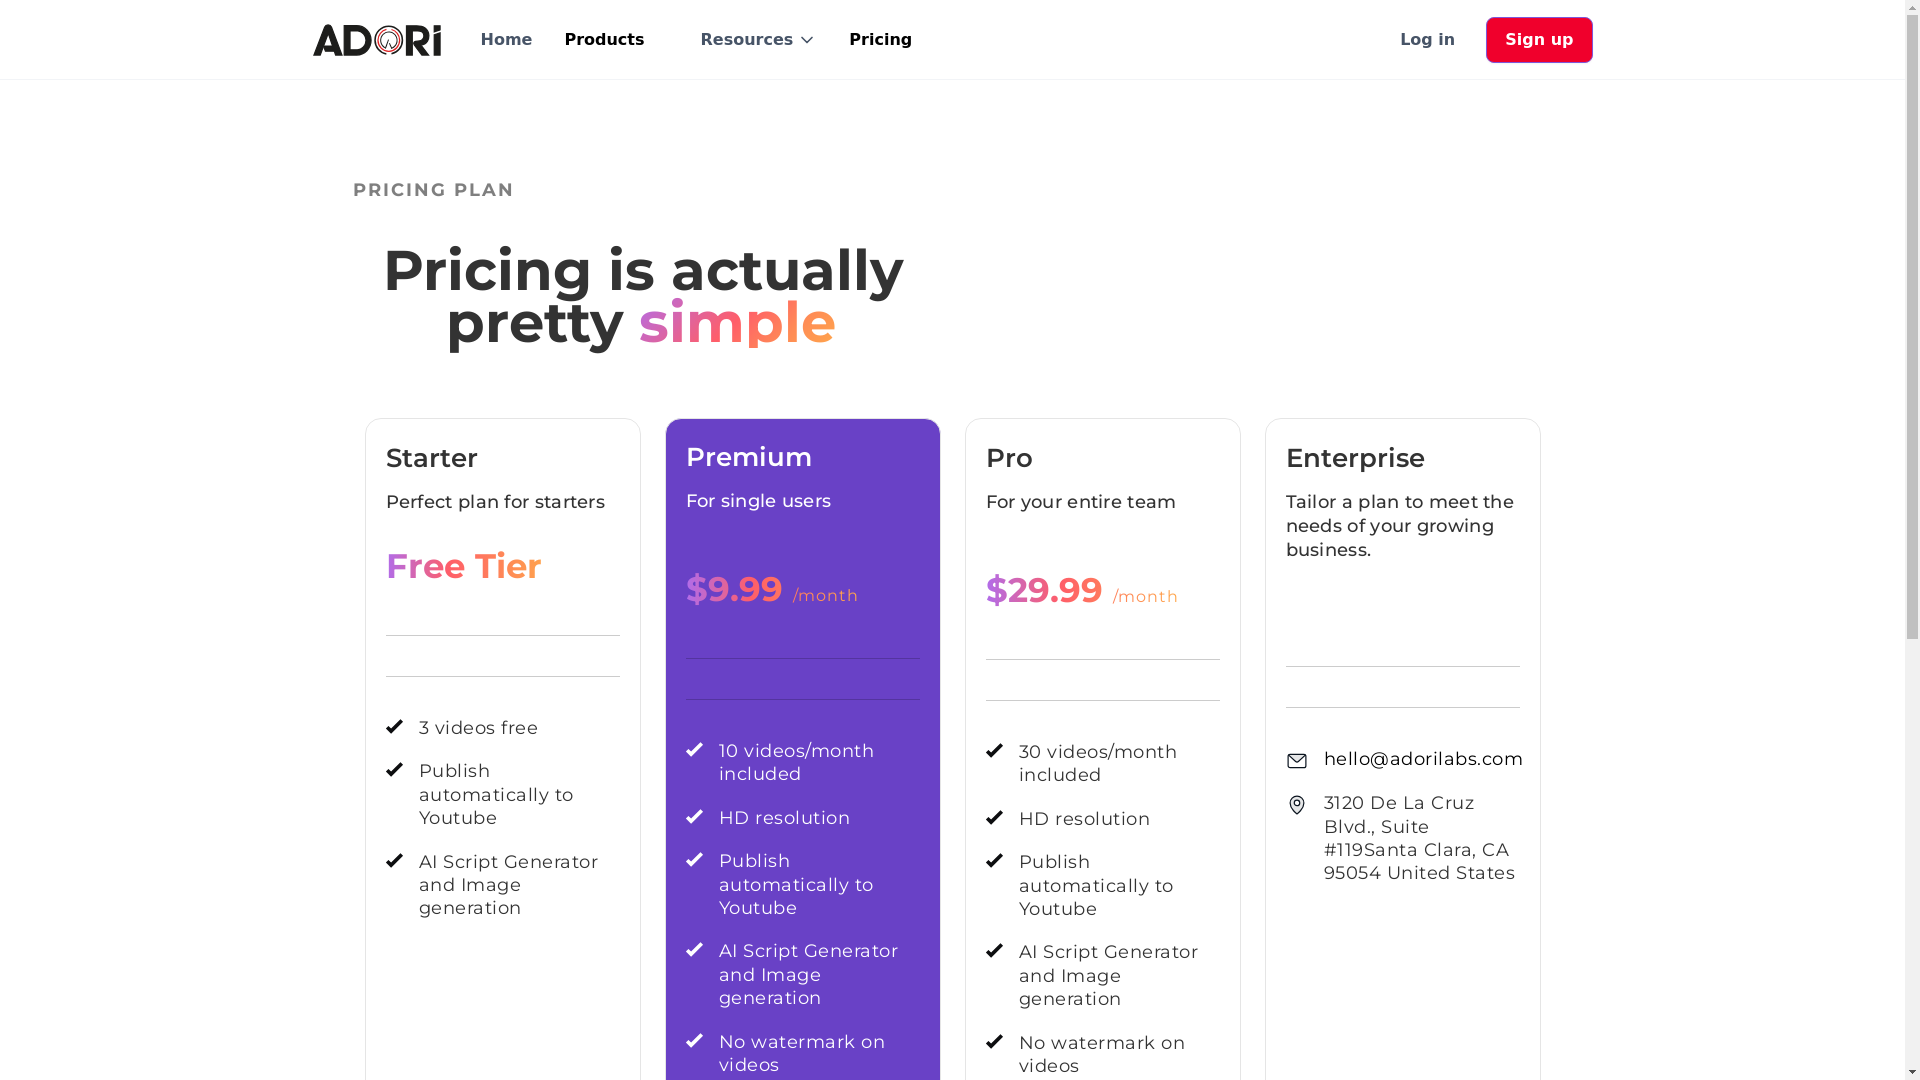 ADORI
Home
Products
Resources
Pricing
Log in
Sign up
PRICING PLAN
Pricing is actually
pretty simple
Starter
Perfect plan for starters
Free Tier
3 videos free
Publish
automatically to
Youtube
AI Script Generator
and Image
generation
Premium
For single users
$9.99 /month
10 videos/month
included
HD resolution
Publish
automatically to
Youtube
AI Script Generator
and Image
generation
No watermark on
videos
Pro
For your entire team
$29.99 /month
30 videos/month
included
HD resolution
Publish
automatically to
Youtube
AI Script Generator
and Image
generation
No watermark on
videos
Enterprise
Tailor a plan to meet the
needs of your growing
business.
hello@adorilabs.com
3120 De La Cruz
Blvd., Suite
#119Santa Clara, CA
95054 United States